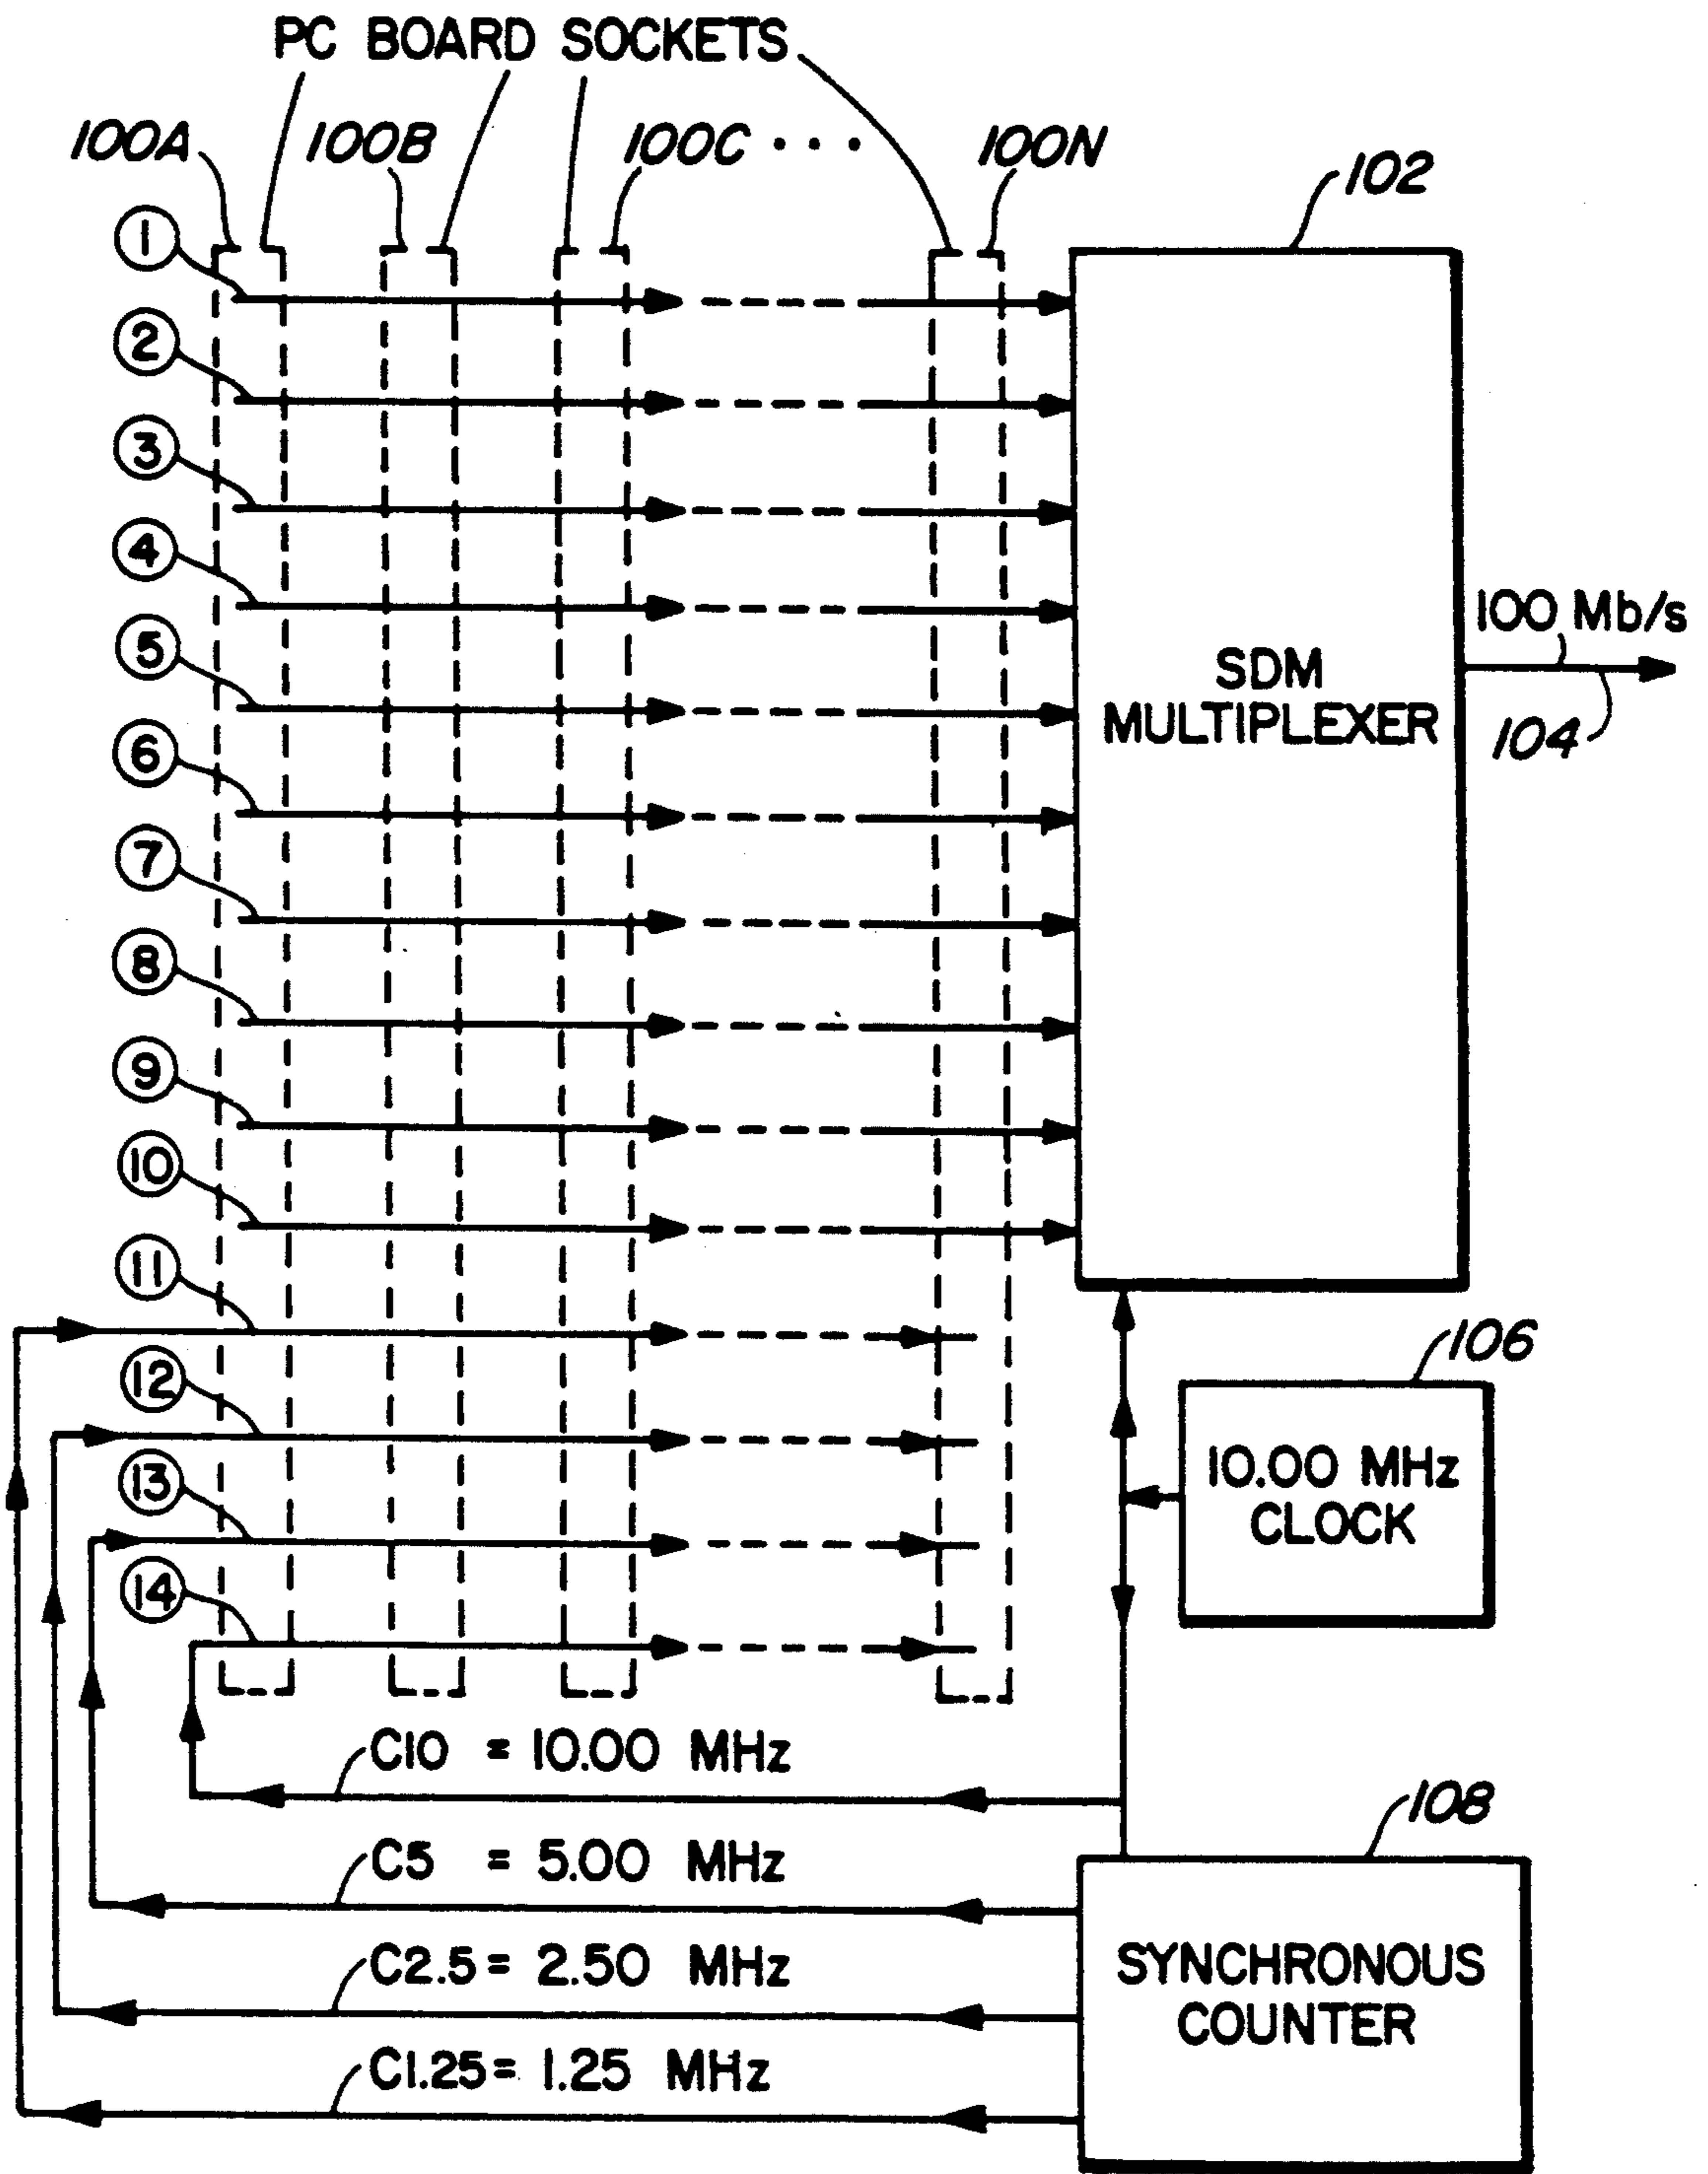 PC BOARD SOCKETS
100A 100B 100C ... 100N
102
①
②
③
④
⑤
⑥
⑦
⑧
⑨
⑩
⑪
⑫
⑬
⑭
SDM
MULTIPLEXER
100 Mb/s
104
106
10.00 MHz
CLOCK
C10 = 10.00 MHz
C5 = 5.00 MHz
C2.5 = 2.50 MHz
C1.25 = 1.25 MHz
108
SYNCHRONOUS
COUNTER